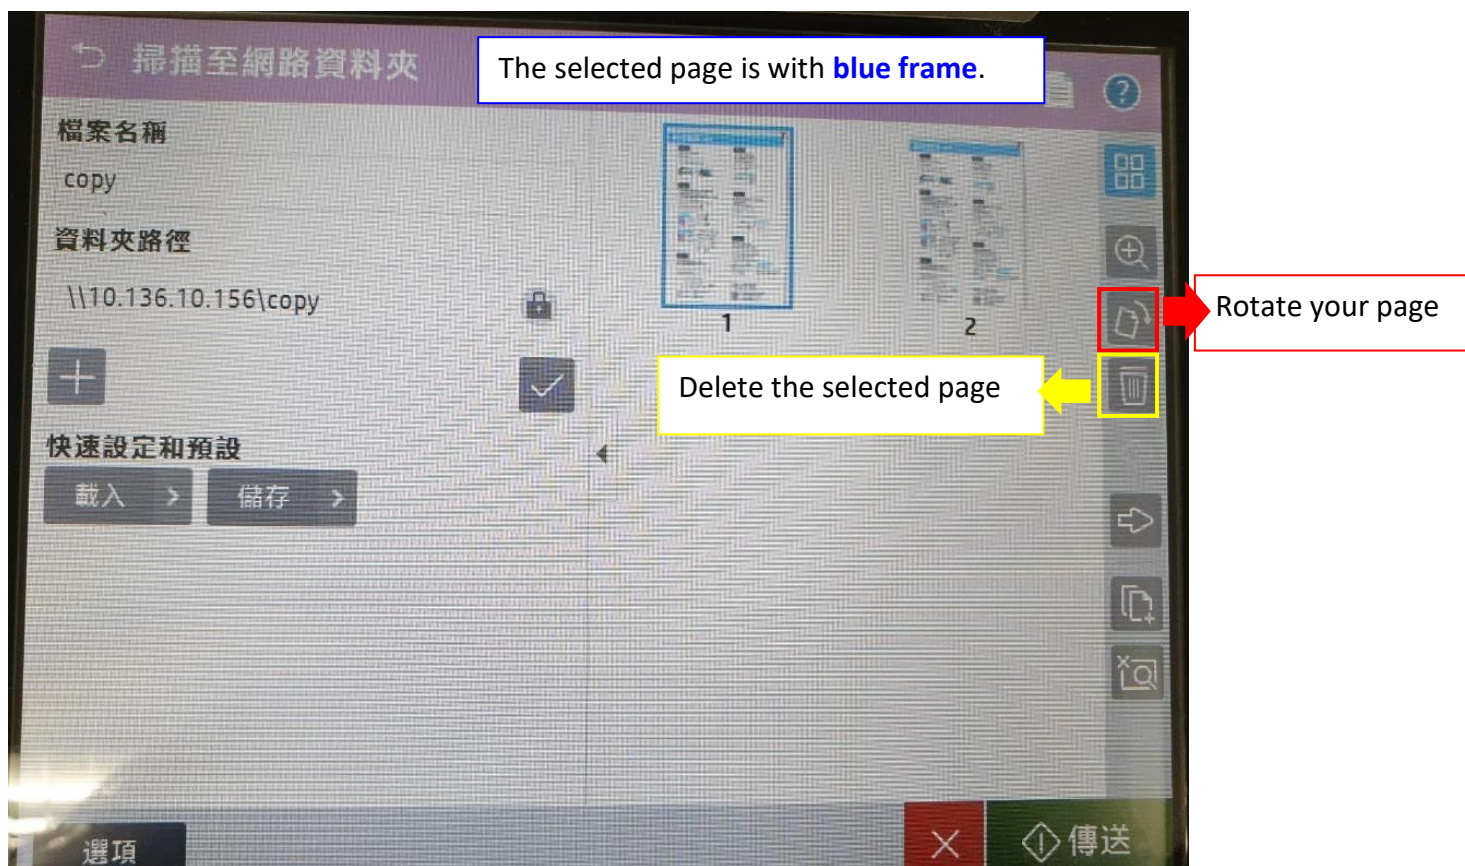 掃描至網路資料夾
The selected page is with blue frame.
?
檔案名稱
copy
資料夾路徑
\\10.136.10.156\copy
1
2
Rotate your page
Delete the selected page
快速設定和預設
載入 >
儲存 >
選項
傳送